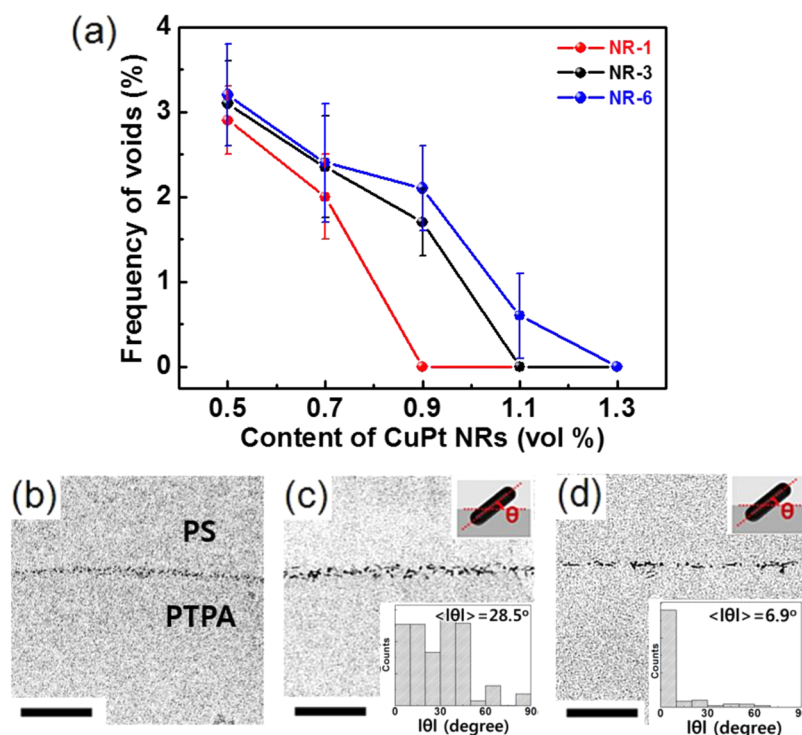 (a)
4
3
2
1
0
Frequency of voids (%)
NR-1
NR-3
NR-6
0.5 0.7 0.9 1.1 1.3
Content of CuPt NRs (vol %)
(b)
PS
PTPA
(c)
θ
<|θ|> = 28.5°
Counts
0 30 60 90
|θ| (degree)
(d)
θ
<|θ|> = 6.9°
Counts
0 30 60 90
|θ| (degree)